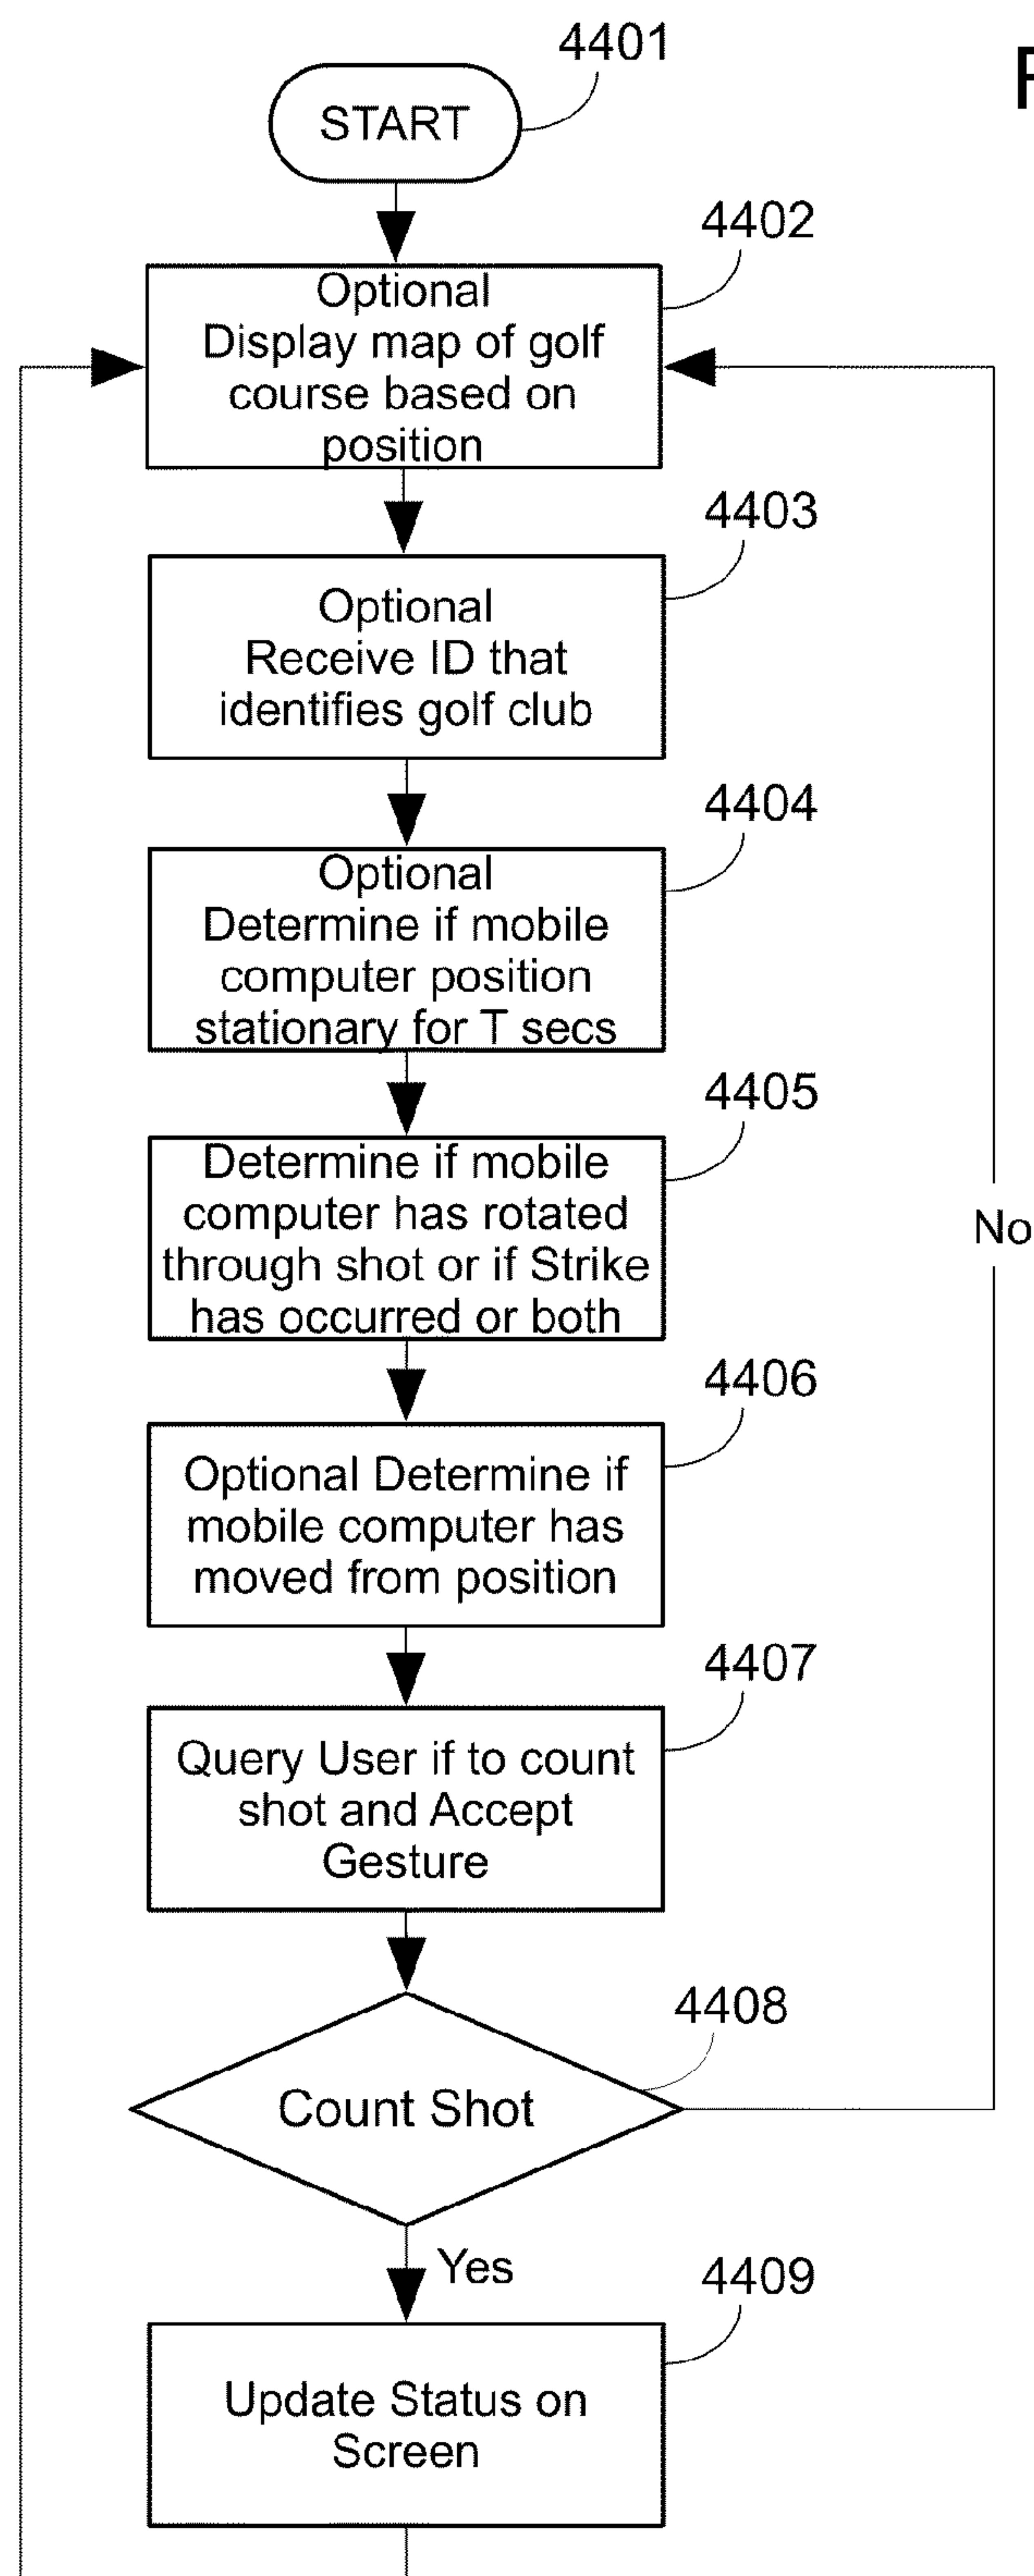 4401
F
START
4402
Optional
Display map of golf
course based on
position
4403
Optional
Receive ID that
identifies golf club
4404
Optional
Determine if mobile
computer position
stationary for T secs
4405
Determine if mobile
computer has rotated
through shot or if Strike
has occurred or both
No
4406
Optional Determine if
mobile computer has
moved from position
4407
Query User if to count
shot and Accept
Gesture
4408
Count Shot
Yes
4409
Update Status on
Screen